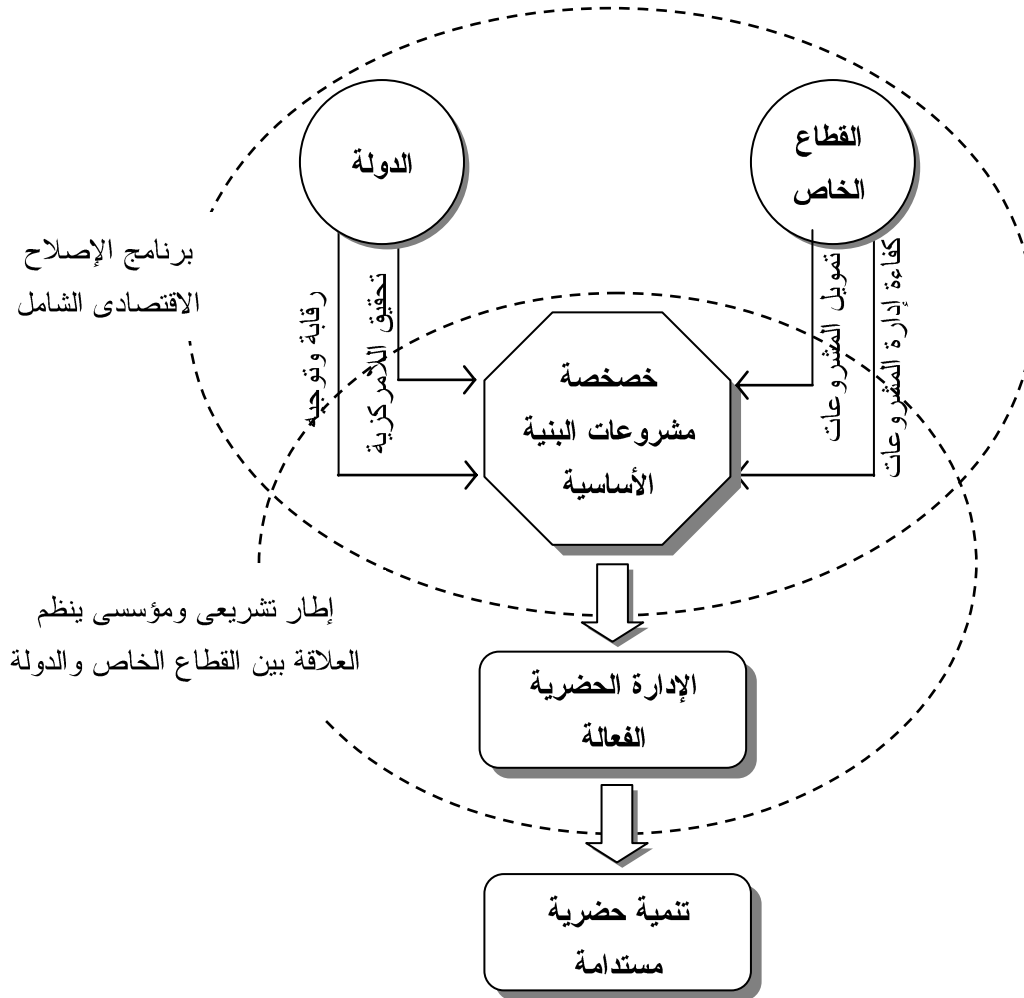 القطاع
الخاص
الدولة
برنامج الإصلاح
الاقتصادى الشامل
كفاءة إدارة المشروعات
تمويل المشروعات
تحقيق اللامركزية
رقابة وتوجيه
خصخصة
مشروعات البنية
الأساسية
إطار تشريعى ومؤسسى ينظم
العلاقة بين القطاع الخاص والدولة
الإدارة الحضرية
الفعالة
تنمية حضرية
مستدامة